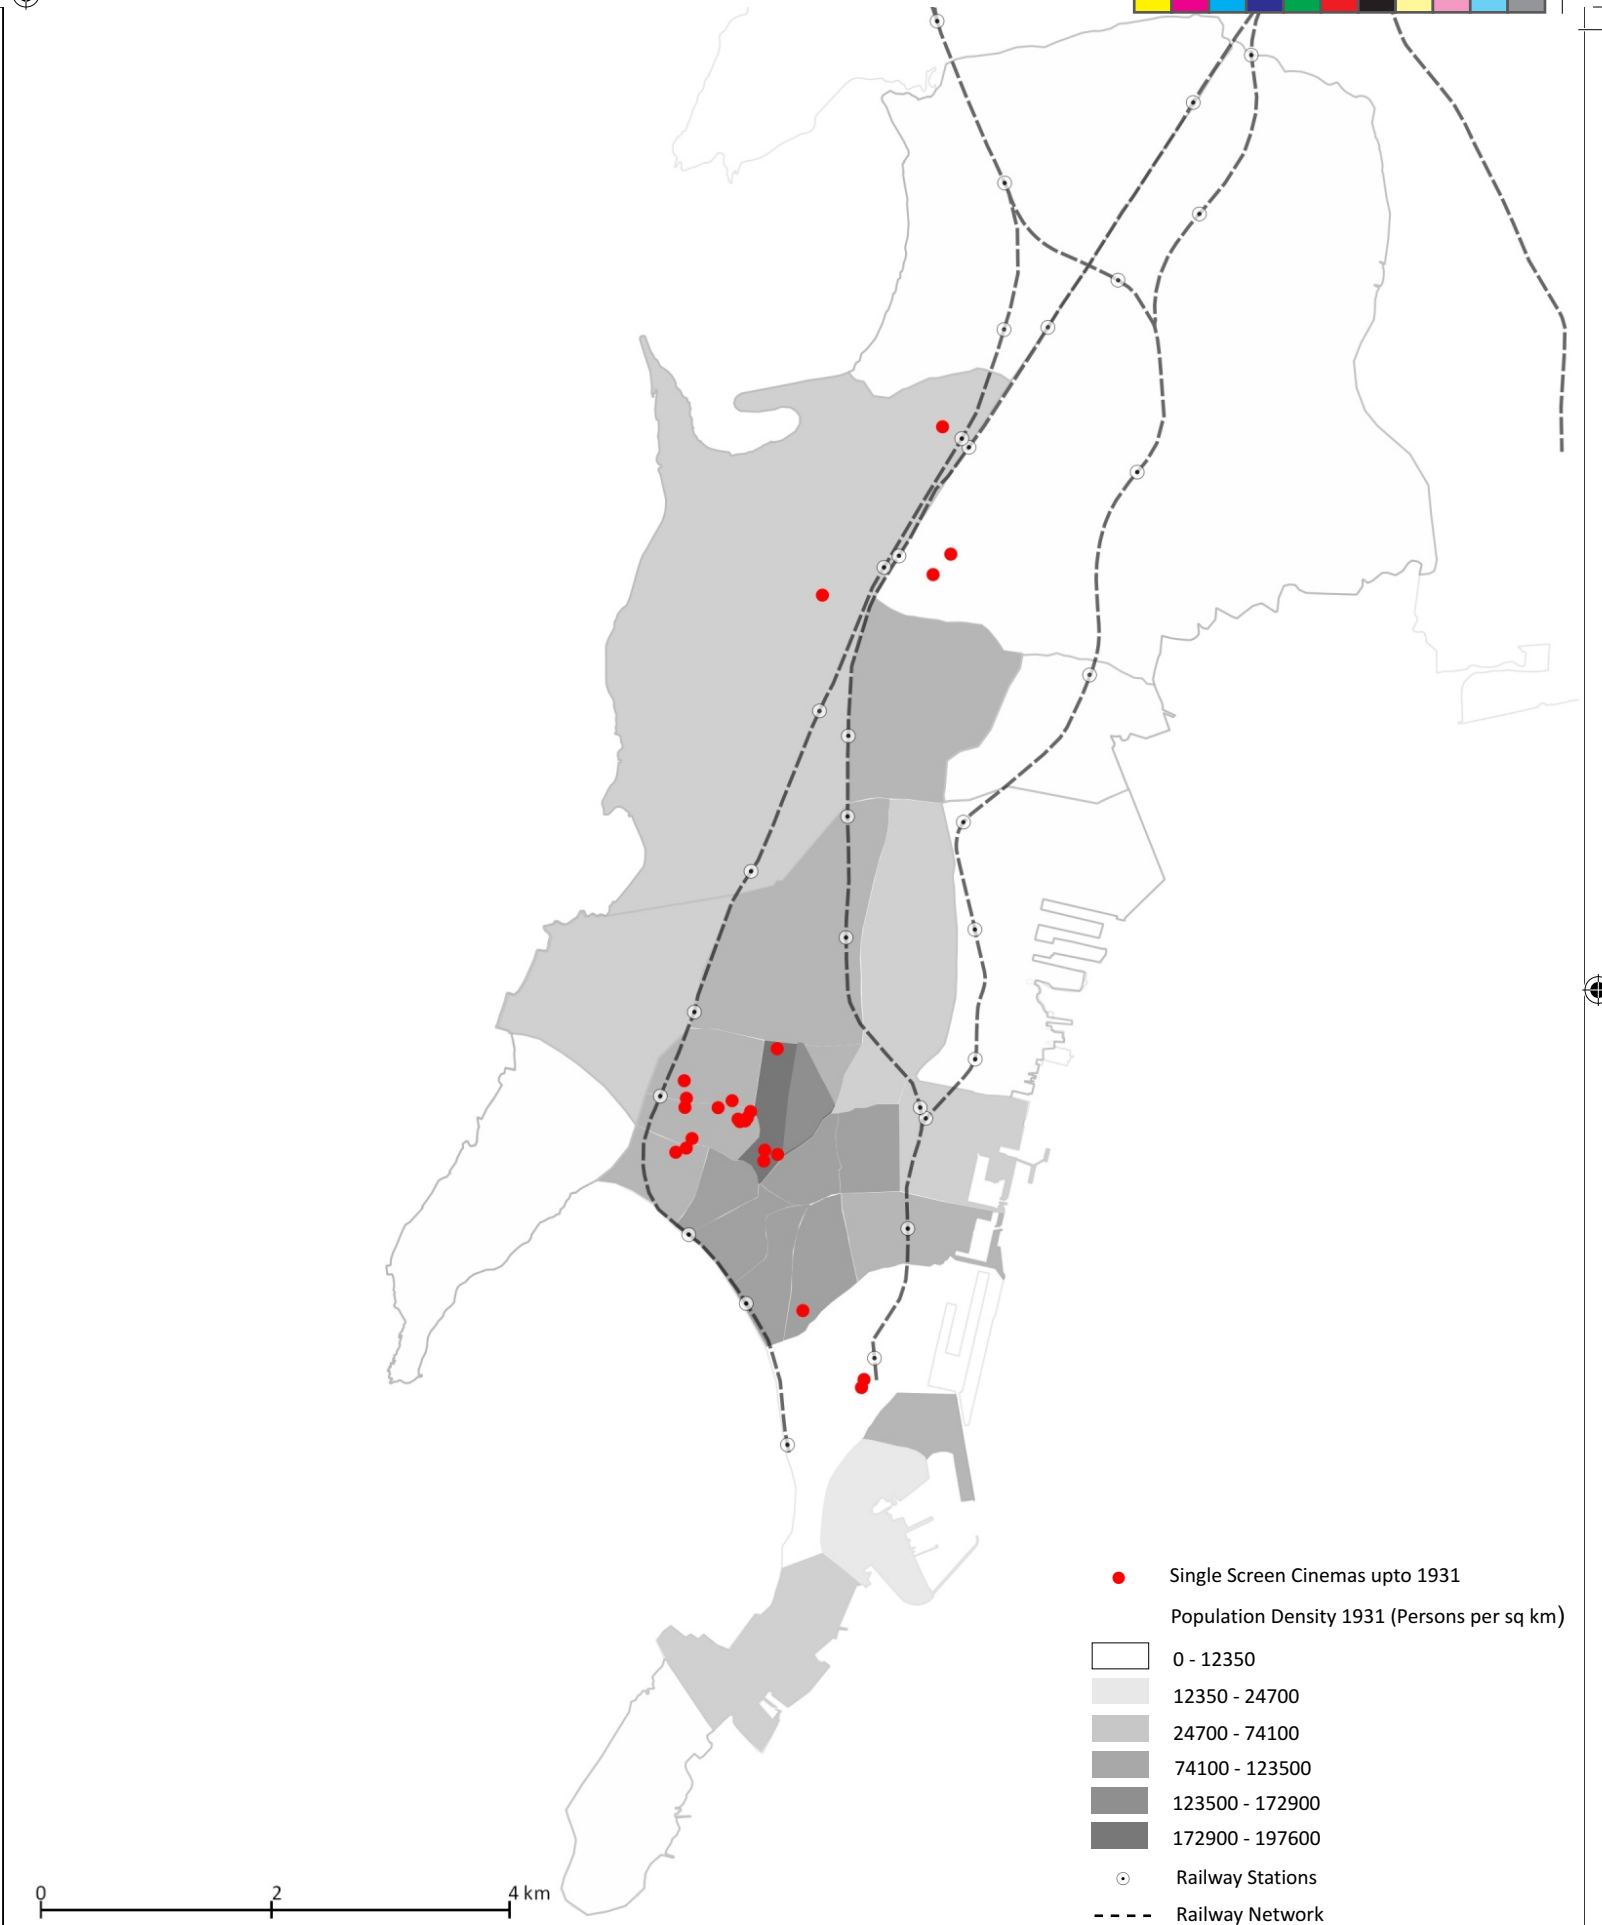 Single Screen Cinemas upto 1931
Population Density 1931 (Persons per sq km)
0 - 12350
12350 - 24700
24700 - 74100
74100 - 123500
123500 - 172900
172900 - 197600
Railway Stations
Railway Network
0 2 4 km